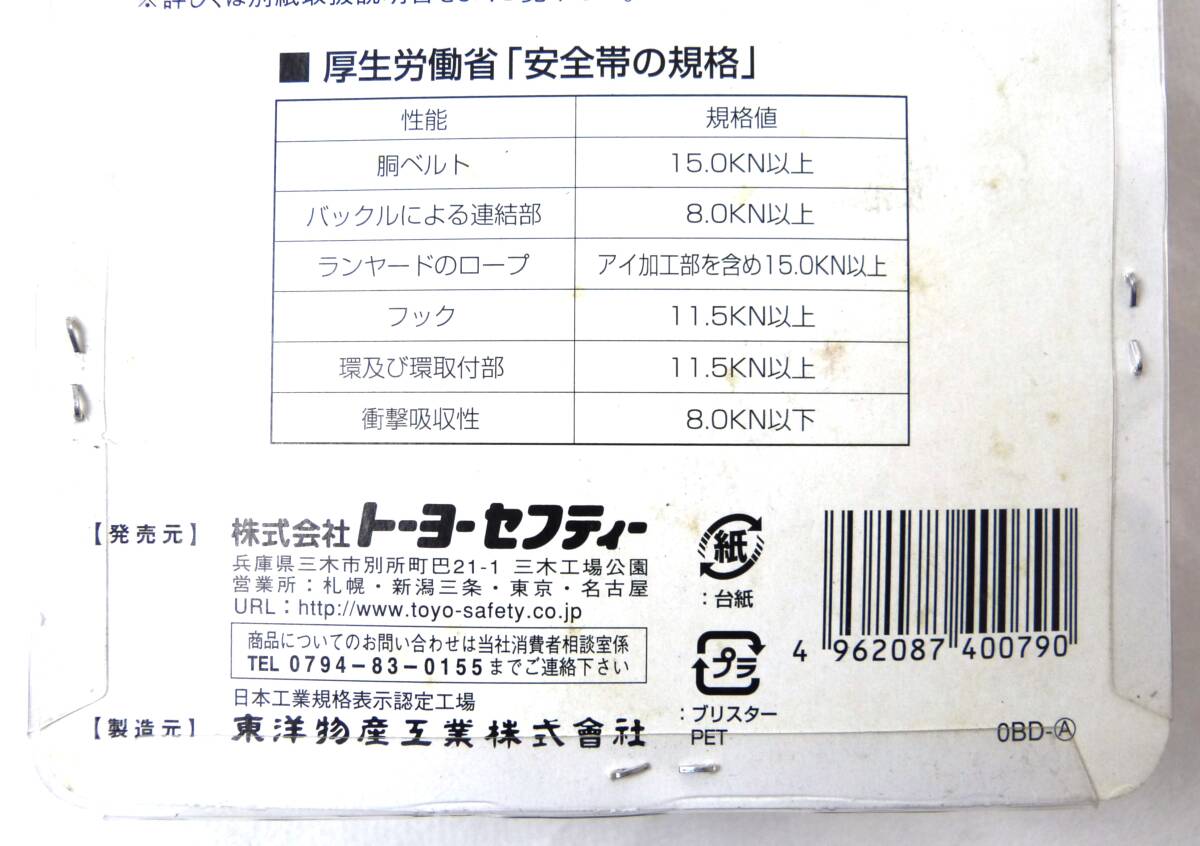 ※詳しくは別紙取扱説明書を
■ 厚生労働省「安全帯の規格」
性能 規格値
胴ベルト 15.0KN以上
バックルによる連結部 8.0KN以上
ランヤードのロープ アイ加工部を含め15.0KN以上
フック 11.5KN以上
環及び環取付部 11.5KN以上
衝撃吸収性 8.0KN以下
【発売元】 株式会社 トーヨーセフティー
兵庫県三木市別所町巴21-1 三木工場公園
営業所：札幌・新潟三条・東京・名古屋
URL：http://www.toyo-safety.co.jp
商品についてのお問い合わせは当社消費者相談室係
TEL 0794-83-0155までご連絡下さい
日本工業規格表示認定工場
【製造元】 東洋物産工業株式會社
紙
：台紙
プラ
：ブリスター
PET
4 962087 400790
0BD-Ⓐ